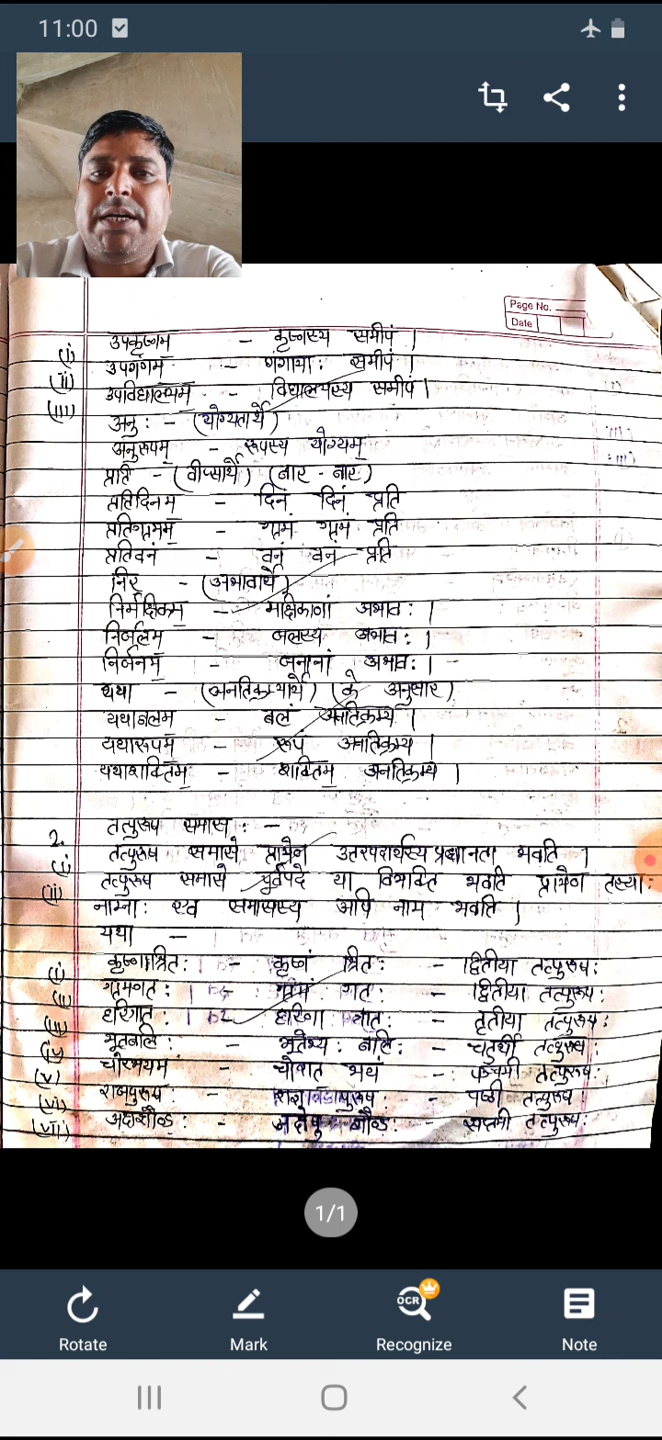 11:00
Page No.
Date
उपकृष्णम - कृष्णस्य समीपं |
(i) उपगंगम - गंगायाः समीपं |
(ii) उपविद्यालयम् - विद्यालयस्य समीपं |
(iii) अनु: - (योग्यतार्थे)
अनुरूपम् - रूपस्य योग्यम्
प्रति - (वीप्सार्थे) (बार - बार)
प्रतिदिनम - दिनं दिनं प्रति
प्रतिग्रामम् - ग्रामं ग्रामं प्रति
प्रतिवनं - वनं वनं प्रति
निर् - (अभावार्थे)
निर्मक्षिकम् - मक्षिकाणां अभाव: |
निर्जलम् - जलस्य अभाव: |
निर्जनम् - जनानां अभाव: | -
यथा - (अनतिक्रम्यार्थे) (के अनुसार)
यथाबलम - बलं अनतिक्रम्य |
यथारूपम् - रूपं अनतिक्रम्य |
यथाशक्तिम् - शक्तिम् अनतिक्रम्य |
2. तत्पुरूष समास: -
(i) तत्पुरूष समासे प्रायेन उतरपदार्थस्य प्रधानता भवति |
(ii) तत्पुरूष समासे पुर्वपदे या विभक्ति भवति प्रायेण तस्या:
नाम्ना: एव समासस्य अपि नाम भवति |
यथा -
(i) कृष्णाश्रित: - कृष्णं श्रित: - द्वितीया तत्पुरूष:
(ii) ग्रामगत: - ग्रामं गत: - द्वितीया तत्पुरूष:
(iii) हरित्रात: - हरिणा त्रात: - तृतीया तत्पुरूष:
(iv) भूतबलि: - भूतेभ्य: बलि: - चतुर्थी तत्पुरूष:
(v) चोरभयम - चोरात भयं - पञ्चमी तत्पुरूष:
(vi) राजपुरूष: - पुरूष: - षष्ठी तत्पुरूष:
(vii) अक्षशौण्ड: - अक्षेषु शौण्ड: - सप्तमी तत्पुरूष:
1/1
OCR
Rotate Mark Recognize Note